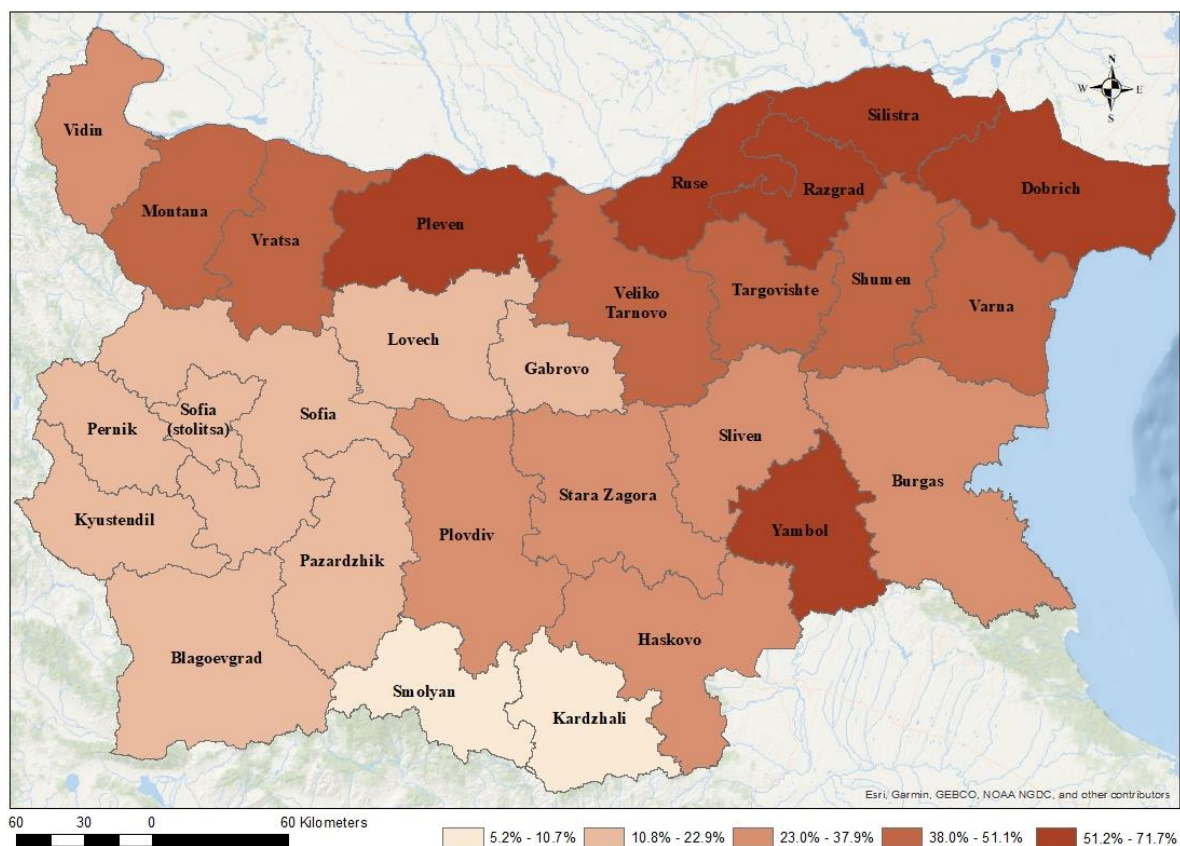 N
W E
S
Vidin
Silistra
Ruse
Razgrad
Dobrich
Montana
Pleven
Vratsa
Shumen
Veliko
Tarnovo
Targovishte
Varna
Lovech
Gabrovo
Sofia
(stolitsa)
Sofia
Pernik
Sliven
Burgas
Kyustendil
Stara Zagora
Plovdiv
Yambol
Pazardzhik
Haskovo
Blagoevgrad
Smolyan
Kardzhali
Esri, Garmin, GEBCO, NOAA NGDC, and other contributors
60 30 0 60 Kilometers
5.2% - 10.7% 10.8% - 22.9% 23.0% - 37.9% 38.0% - 51.1% 51.2% - 71.7%